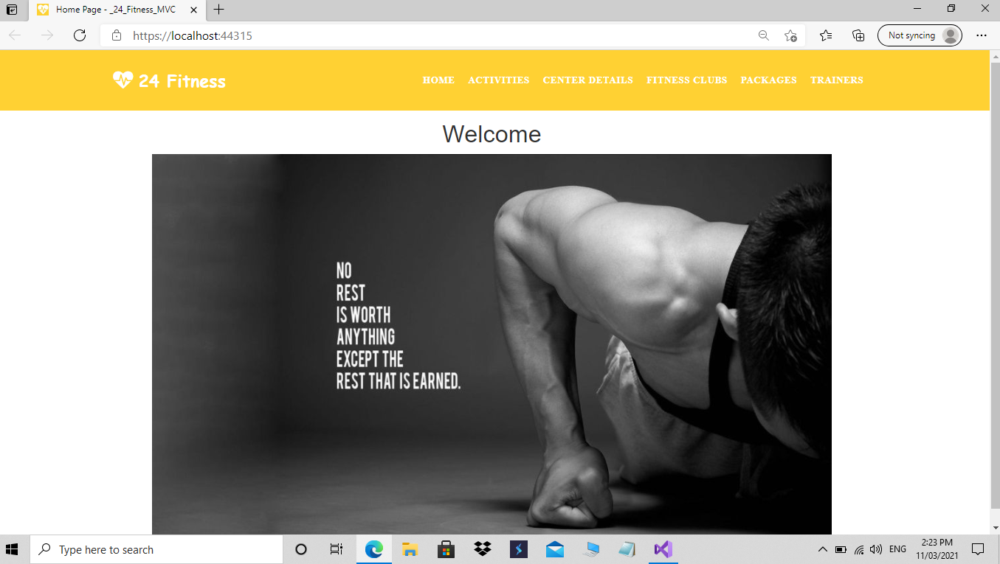 Home Page - _24_Fitness_MVC
https://localhost:44315
Not syncing
24 Fitness
HOME ACTIVITIES CENTER DETAILS FITNESS CLUBS PACKAGES TRAINERS
Welcome
NO
REST
IS WORTH
ANYTHING
EXCEPT THE
REST THAT IS EARNED.
Type here to search
ENG
2:23 PM
11/03/2021